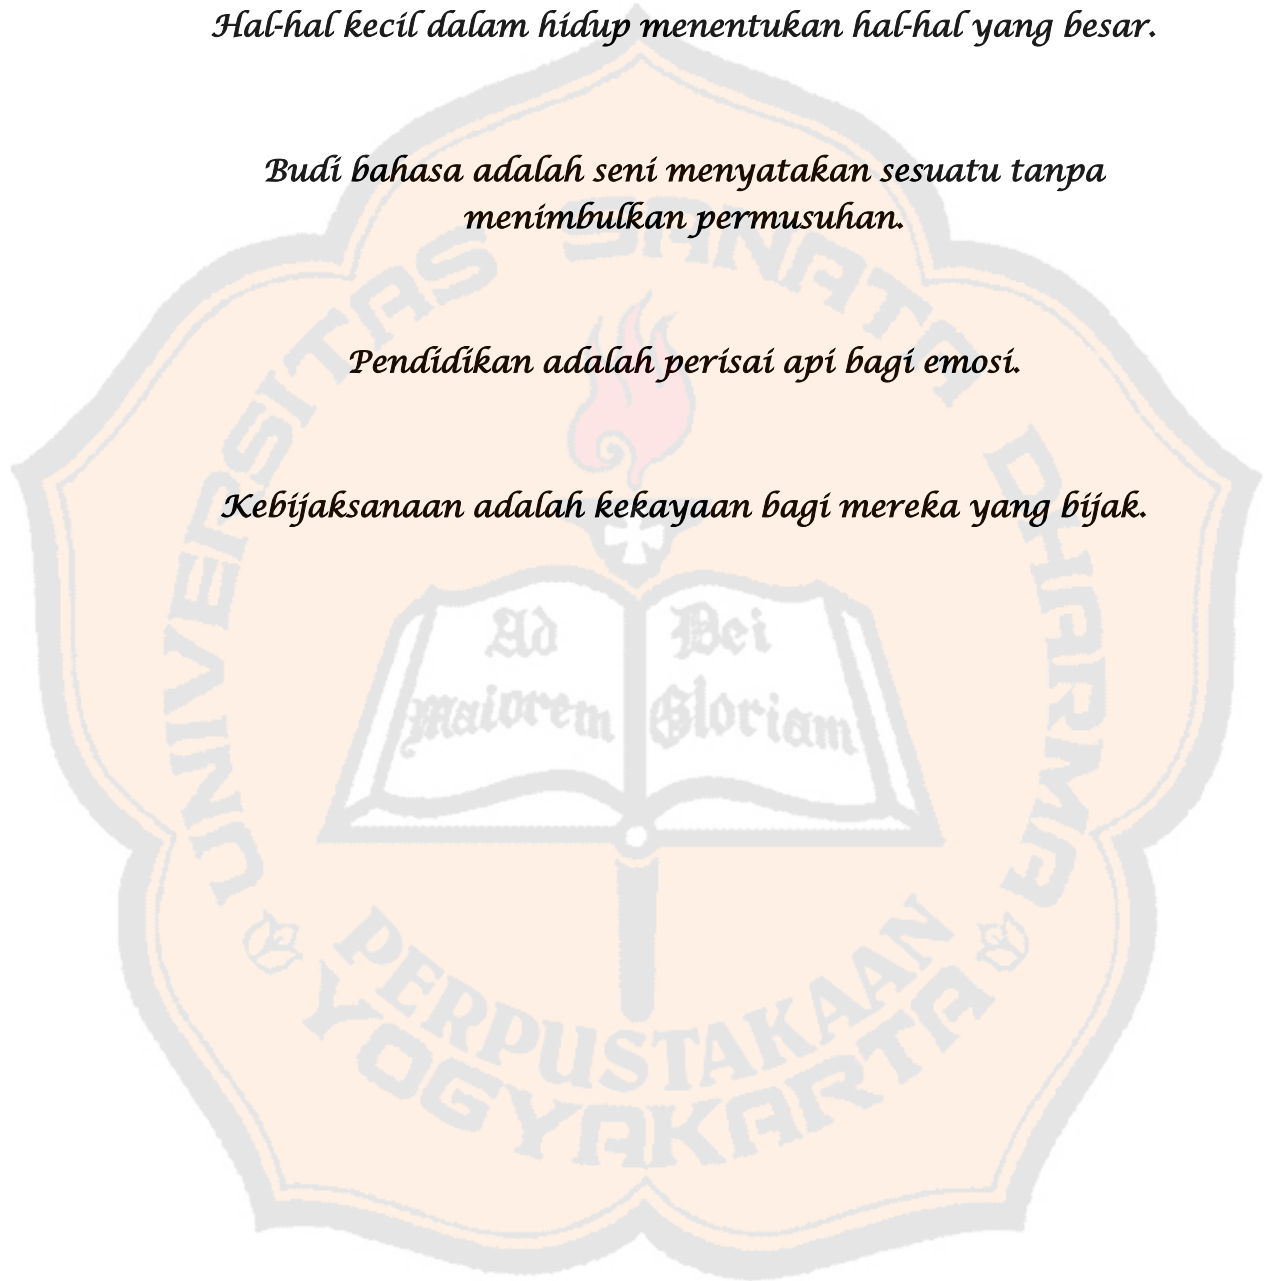 Hal-hal kecil dalam hidup menentukan hal-hal yang besar.
Budi bahasa adalah seni menyatakan sesuatu tanpa
menimbulkan permusuhan.
Pendidikan adalah perisai api bagi emosi.
Kebijaksanaan adalah kekayaan bagi mereka yang bijak.
UNIVERSITAS SANATA DHARMA
Ad Dei
Maiorem Gloriam
PERPUSTAKAAN
YOGYAKARTA